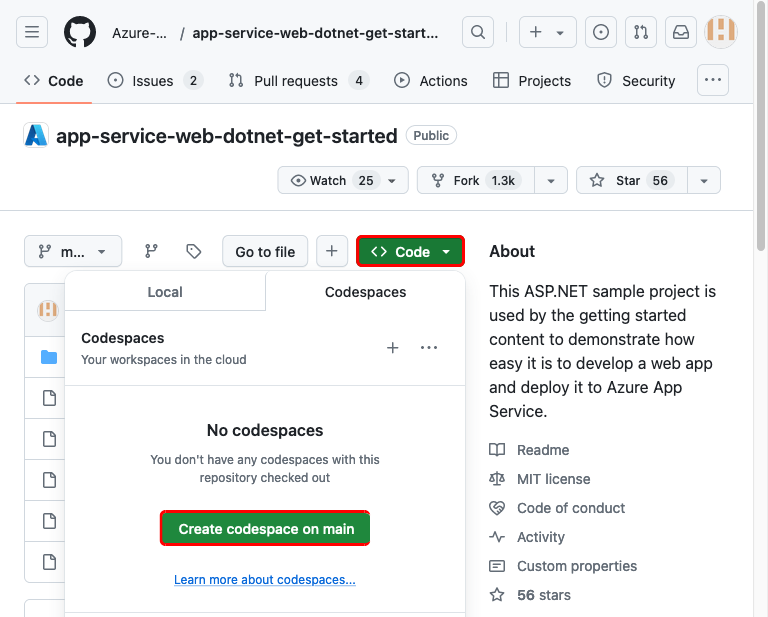 Azure-... / app-service-web-dotnet-get-start...
Code Issues 2 Pull requests 4 Actions Projects Security ...
app-service-web-dotnet-get-started Public
Watch 25 Fork 1.3k Star 56
m... Go to file + Code
Local Codespaces
Codespaces
Your workspaces in the cloud
No codespaces
You don't have any codespaces with this
repository checked out
Create codespace on main
Learn more about codespaces...
About
This ASP.NET sample project is
used by the getting started
content to demonstrate how
easy it is to develop a web app
and deploy it to Azure App
Service.
Readme
MIT license
Code of conduct
Activity
Custom properties
56 stars